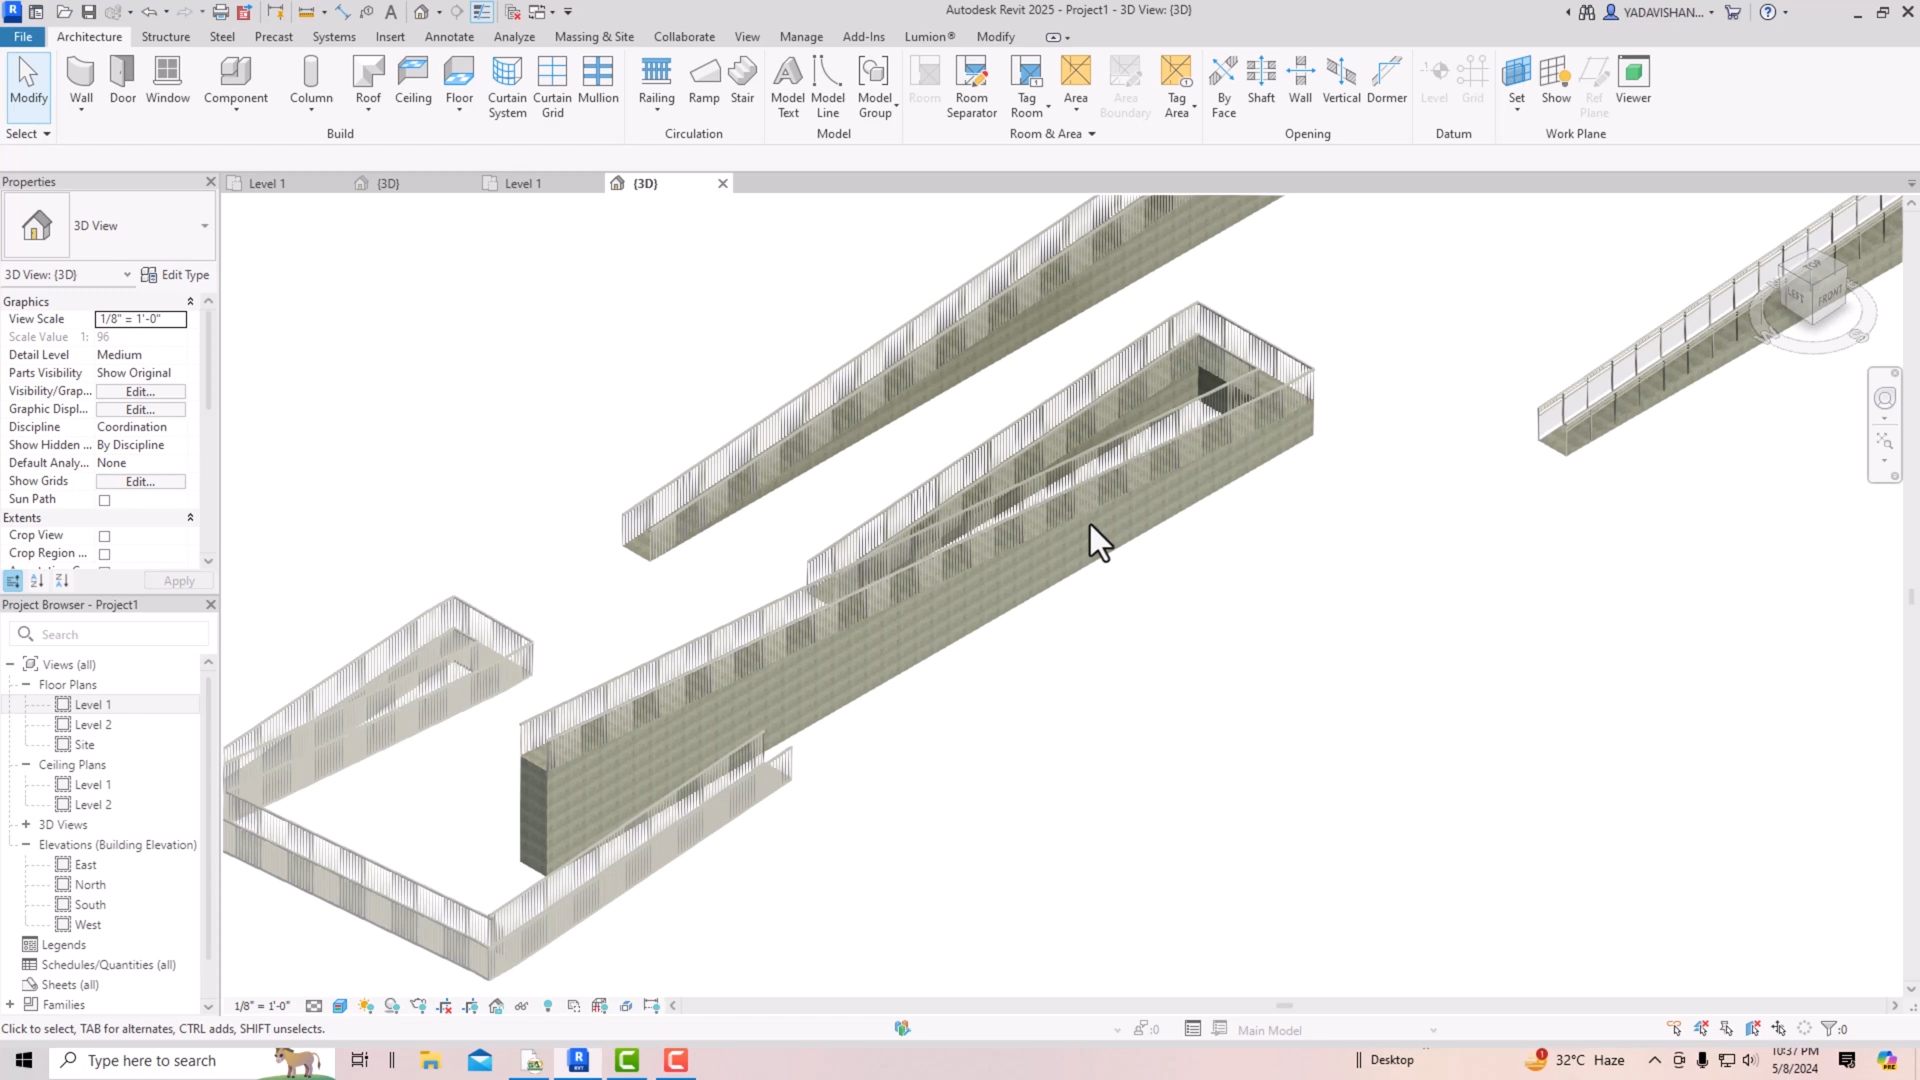 Autodesk Revit 2025 - Project1 - 3D View: {3D}
YADAVISHAN...
File Architecture Structure Steel Precast Systems Insert Annotate Analyze Massing & Site Collaborate View Manage Add-Ins Lumion® Modify
Modify Wall Door Window Component Column Roof Ceiling Floor Curtain System Curtain Grid Mullion Railing Ramp Stair Model Text Model Line Model Group Room Room Separator Tag Room Area Area Boundary Tag Area By Face Shaft Wall Vertical Dormer Level Grid Set Show Ref Plane Viewer
Select Build Circulation Model Room & Area Opening Datum Work Plane
Properties
Level 1 {3D} Level 1 {3D}
3D View
3D View: {3D} Edit Type
Graphics
View Scale 1/8" = 1'-0"
Scale Value 1: 96
Detail Level Medium
Parts Visibility Show Original
Visibility/Grap... Edit...
Graphic Displ... Edit...
Discipline Coordination
Show Hidden ... By Discipline
Default Analy... None
Show Grids Edit...
Sun Path
Extents
Crop View
Crop Region ...
Apply
TOP
LEFT FRONT
W S
Project Browser - Project1
Search
Views (all)
Floor Plans
Level 1
Level 2
Site
Ceiling Plans
Level 1
Level 2
3D Views
Elevations (Building Elevation)
East
North
South
West
Legends
Schedules/Quantities (all)
Sheets (all)
Families
1/8" = 1'-0"
Click to select, TAB for alternates, CTRL adds, SHIFT unselects.
:0 Main Model :0
Type here to search
Desktop
32°C Haze
10:37 PM
5/8/2024